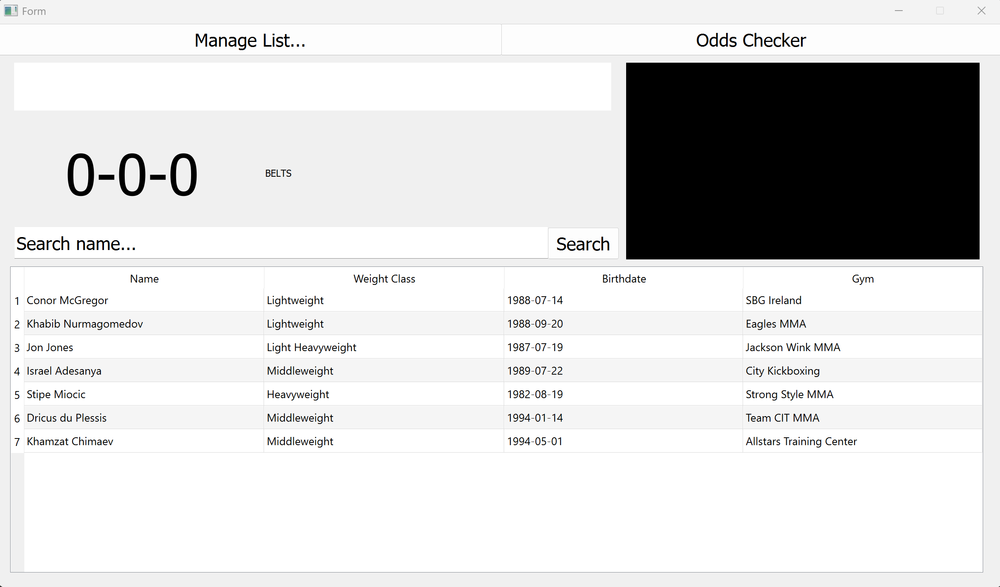 Form
Manage List... Odds Checker
0-0-0
BELTS
Search name... Search
Name Weight Class Birthdate Gym
1 Conor McGregor Lightweight 1988-07-14 SBG Ireland
2 Khabib Nurmagomedov Lightweight 1988-09-20 Eagles MMA
3 Jon Jones Light Heavyweight 1987-07-19 Jackson Wink MMA
4 Israel Adesanya Middleweight 1989-07-22 City Kickboxing
5 Stipe Miocic Heavyweight 1982-08-19 Strong Style MMA
6 Dricus du Plessis Middleweight 1994-01-14 Team CIT MMA
7 Khamzat Chimaev Middleweight 1994-05-01 Allstars Training Center